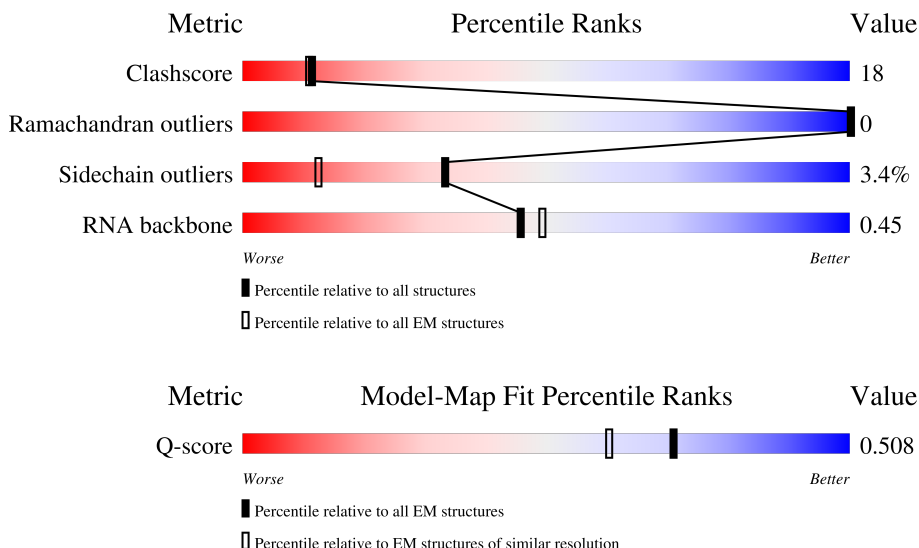 Metric Percentile Ranks Value
Clashscore 18
Ramachandran outliers 0
Sidechain outliers 3.4%
RNA backbone 0.45
Worse Better
Percentile relative to all structures
Percentile relative to all EM structures
Metric Model-Map Fit Percentile Ranks Value
Q-score 0.508
Worse Better
Percentile relative to all EM structures
Percentile relative to EM structures of similar resolution